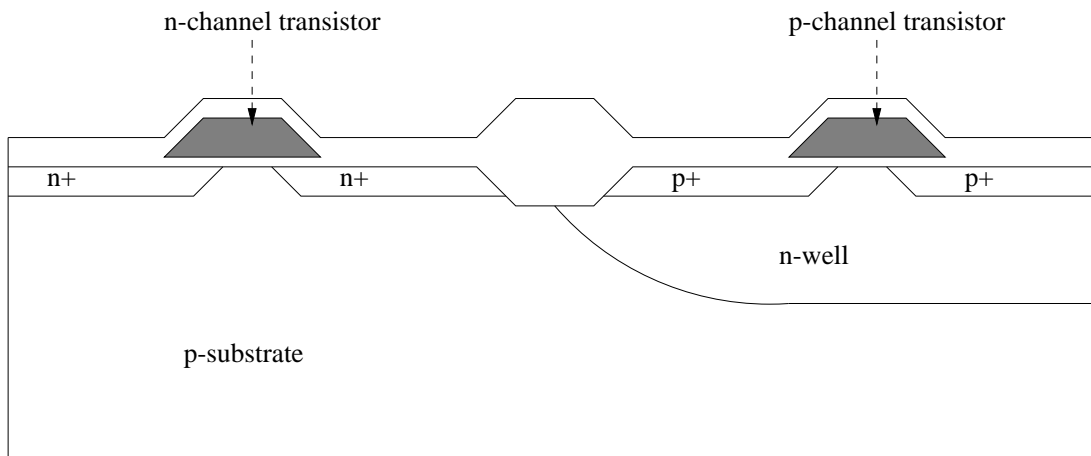 n-channel transistor
p-channel transistor
n+
n+
p+
p+
n-well
p-substrate